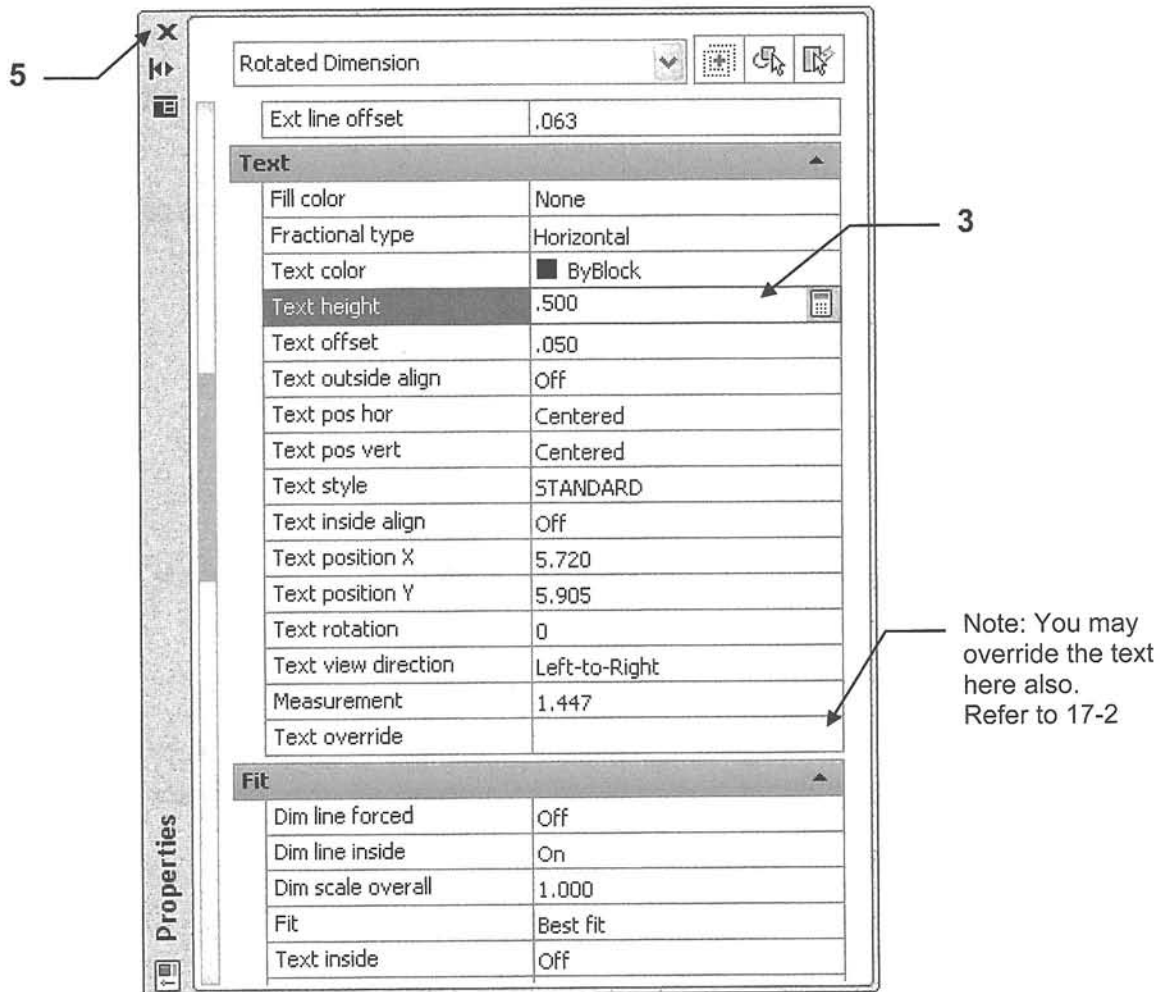 5
Rotated Dimension
Ext line offset .063
Text
Fill color None
Fractional type Horizontal
3
Text color ByBlock
Text height .500
Text offset .050
Text outside align Off
Text pos hor Centered
Text pos vert Centered
Text style STANDARD
Text inside align Off
Text position X 5.720
Text position Y 5.905
Text rotation 0
Text view direction Left-to-Right
Measurement 1.447
Text override
Note: You may
override the text
here also.
Refer to 17-2
Fit
Dim line forced Off
Dim line inside On
Dim scale overall 1.000
Fit Best fit
Text inside Off
Properties